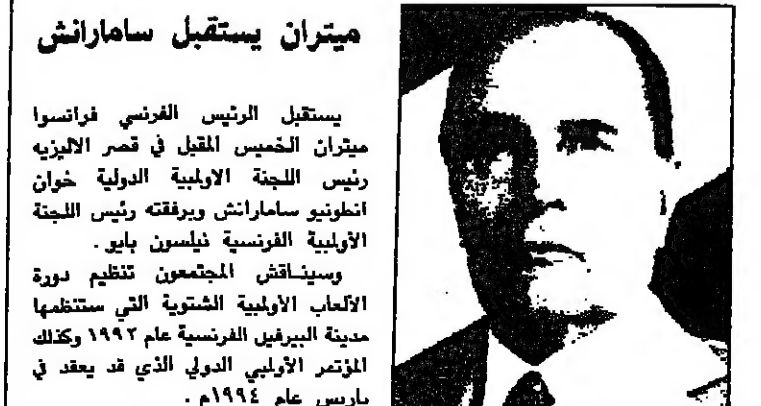 ميتران يستقبل سامارانش
يستقبل الرئيس الفرنسي فرانسوا
ميتران الخميس المقبل في قصر الاليزيه
رئيس اللجنة الاولمبية الدولية خوان
انطونيو سامارانش ويرفقته رئيس اللجنة
الأولمبية الفرنسية نيلسون بايو .
وسيناقش المجتمعون تنظيم دورة
الألعاب الأولمبية الشتوية التي ستنظمها
مدينة البيرفيل الفرنسية عام ١٩٩٢ وكذلك
المؤتمر الأولمبي الدولي الذي قد يعقد في
باريس عام ١٩٩٤م .